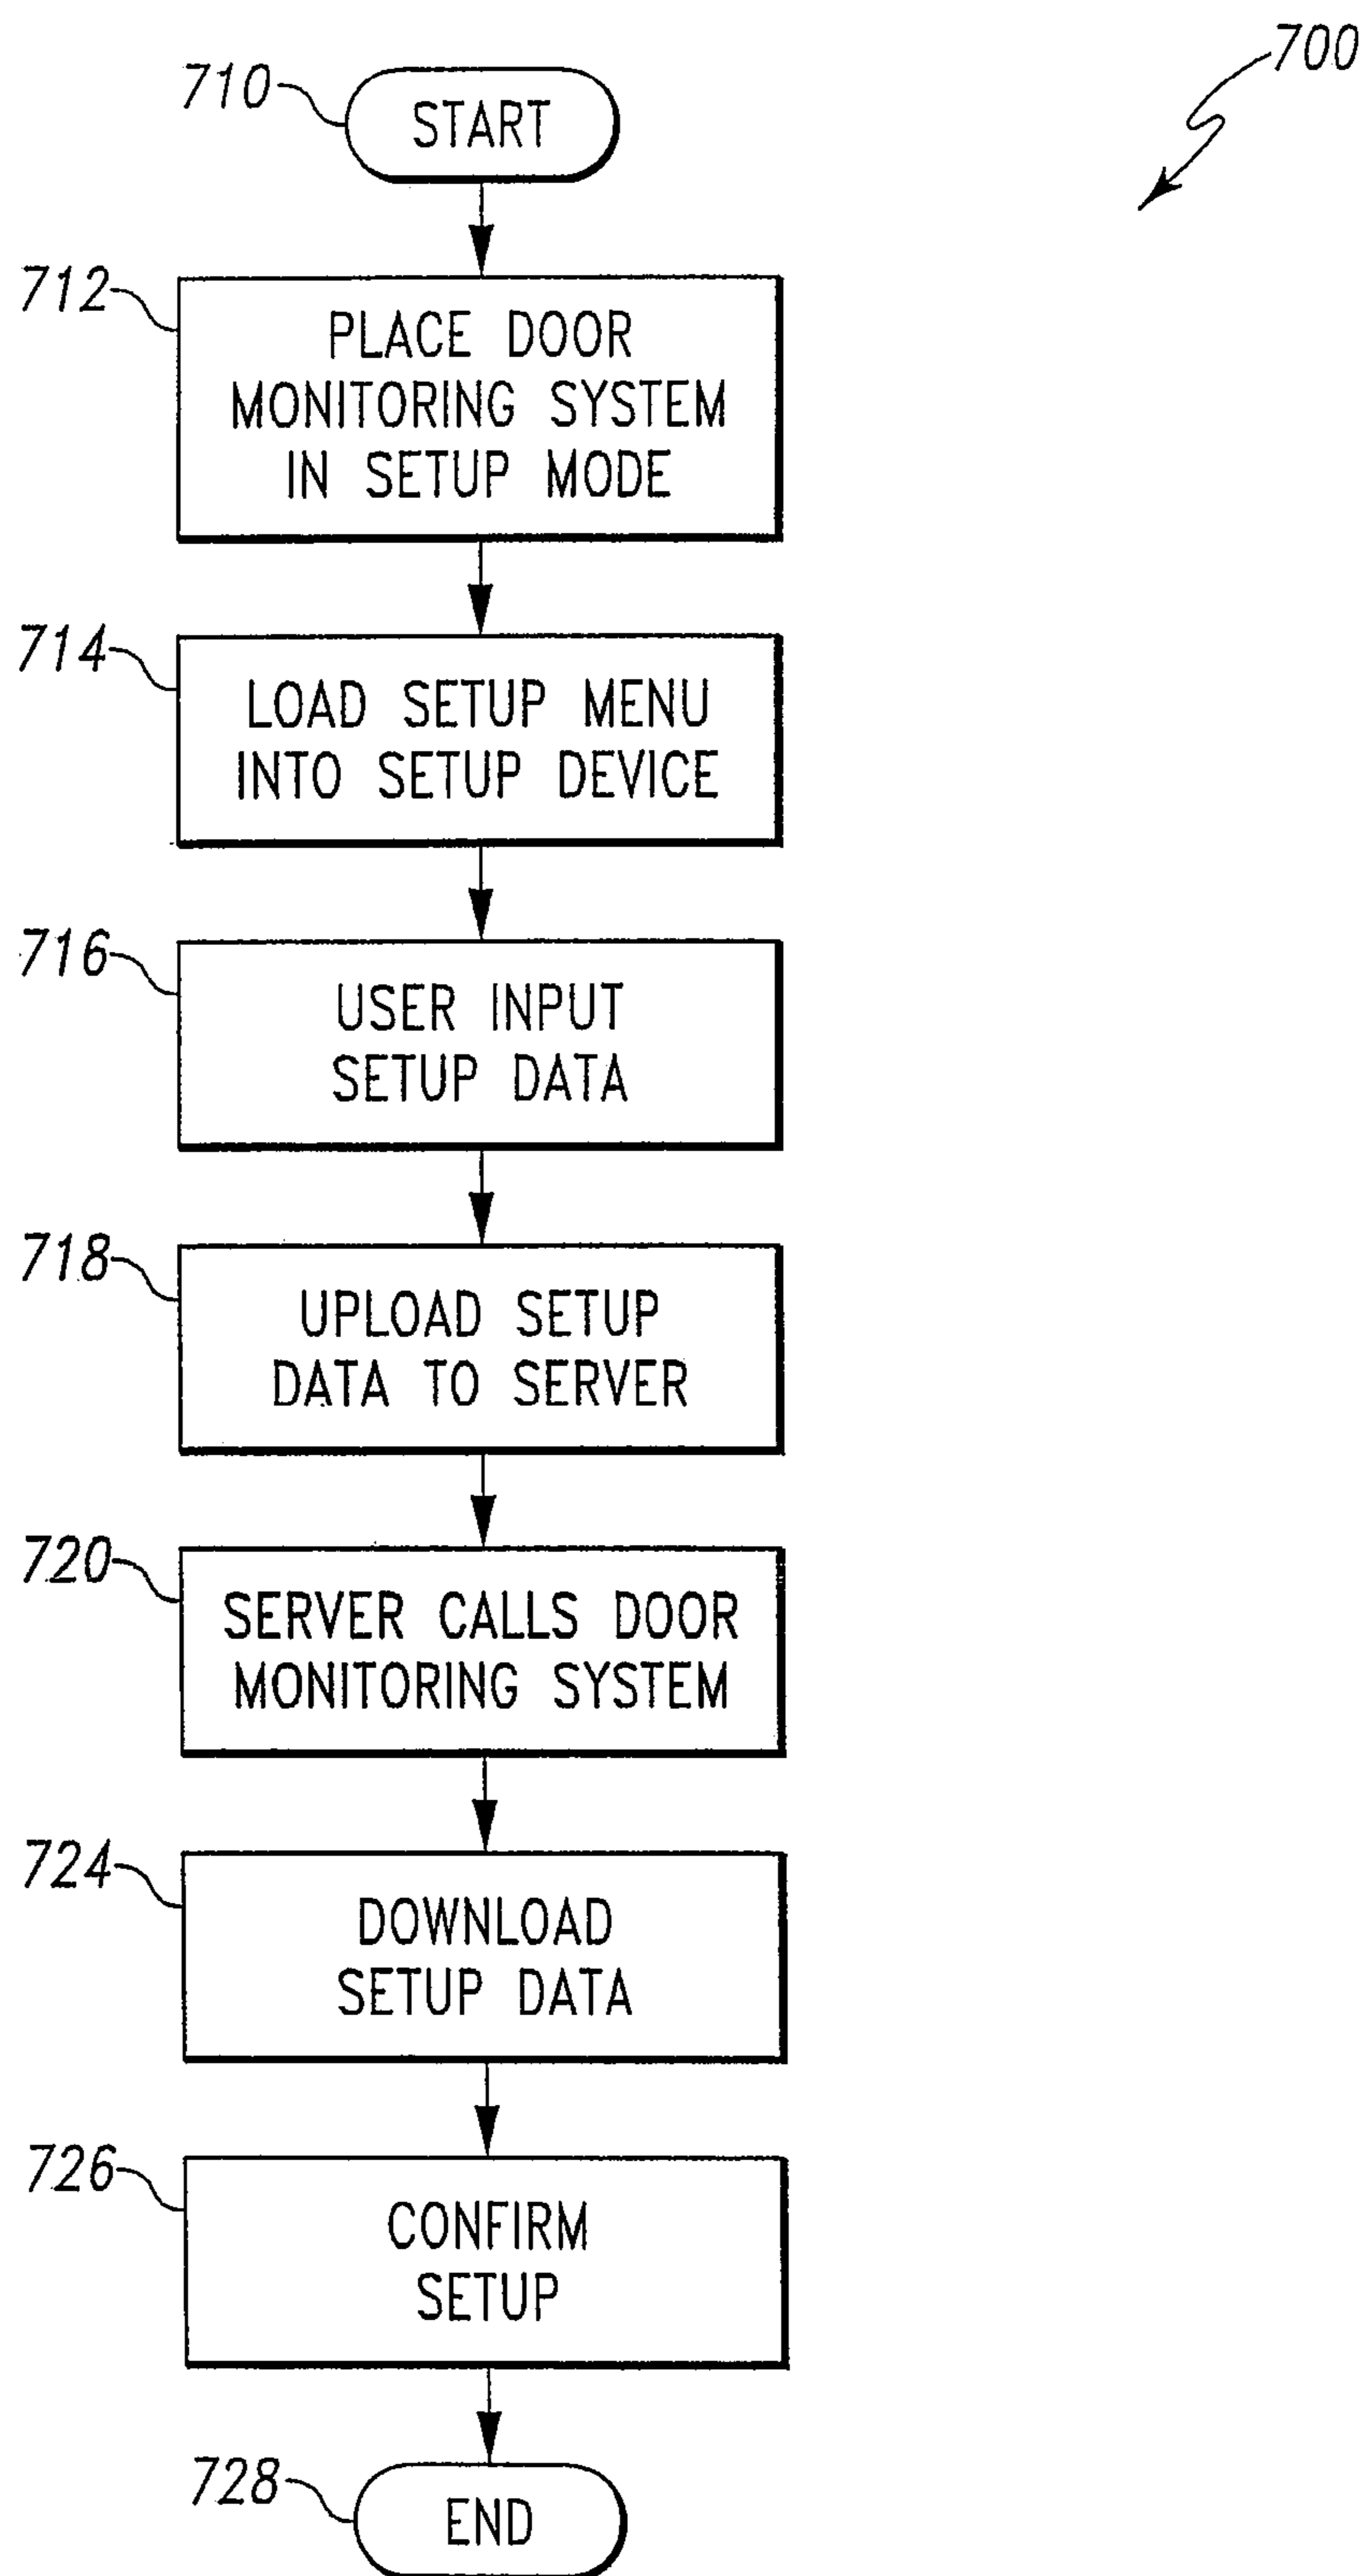 700
710
START
712
PLACE DOOR
MONITORING SYSTEM
IN SETUP MODE
714
LOAD SETUP MENU
INTO SETUP DEVICE
716
USER INPUT
SETUP DATA
718
UPLOAD SETUP
DATA TO SERVER
720
SERVER CALLS DOOR
MONITORING SYSTEM
724
DOWNLOAD
SETUP DATA
726
CONFIRM
SETUP
728
END